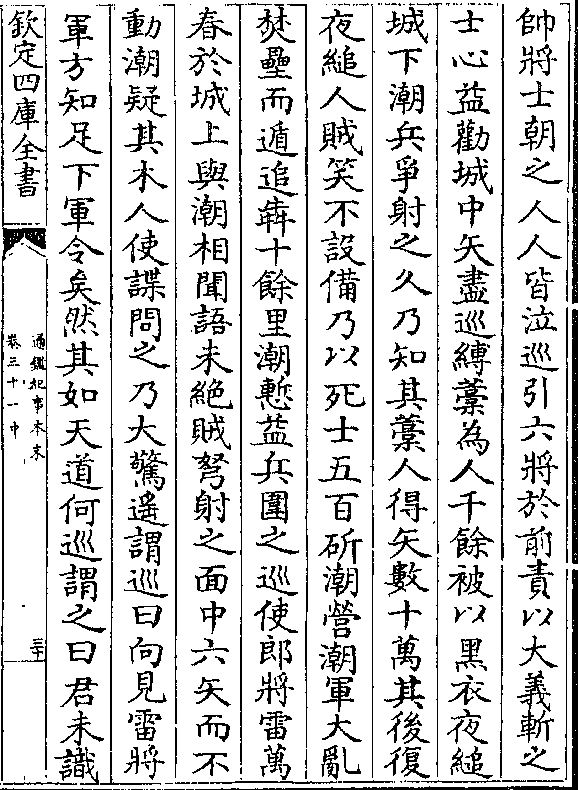 帥將士朝之人人皆泣巡引六將於前責以大義斬之
士心益勸城中矢盡巡縛藁為人千餘被以黑衣夜縋
城下潮兵爭射之久乃知其藁人得矢數十萬其後復
夜縋人賊笑不設備乃以死士五百斫潮營潮軍大亂
焚壘而遁追奔十餘里潮慙益兵圍之巡使郎將雷萬
春於城上與潮相聞語未絶賊弩射之面中六矢而不
動潮疑其木人使諜問之乃大驚遥謂巡曰向見雷將
軍方知足下軍令矣然其如天道何巡謂之曰君未識
欽定四庫全書
通鑑紀事本末
卷三十一中
三十